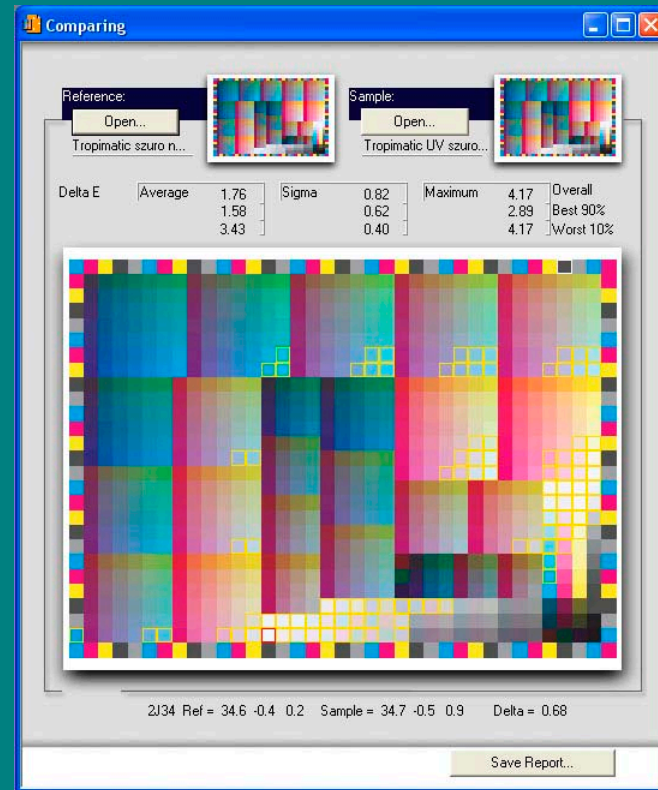 Comparing
Reference: Sample:
Open... Open...
Tropimatic szuro n... Tropimatic UV szuro...
Delta E Average 1.76 Sigma 0.82 Maximum 4.17 Overall
1.58 0.62 2.89 Best 90%
3.43 0.40 4.17 Worst 10%
2J34 Ref = 34.6 -0.4 0.2 Sample = 34.7 -0.5 0.9 Delta = 0.68
Save Report...